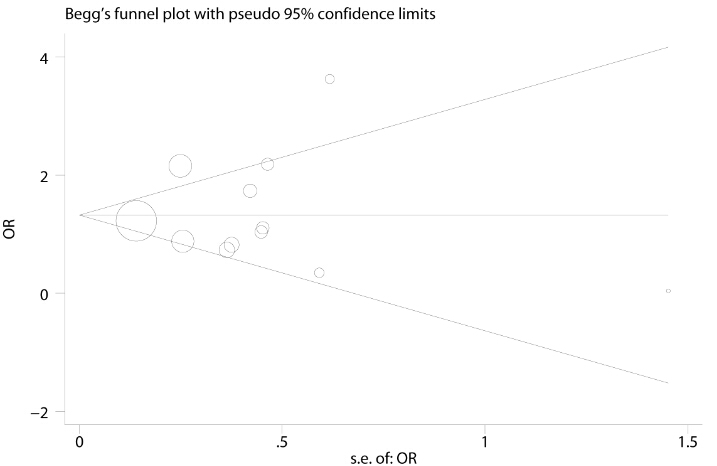 Begg's funnel plot with pseudo 95% confidence limits
4
2
OR
0
−2
0 .5 1 1.5
s.e. of: OR